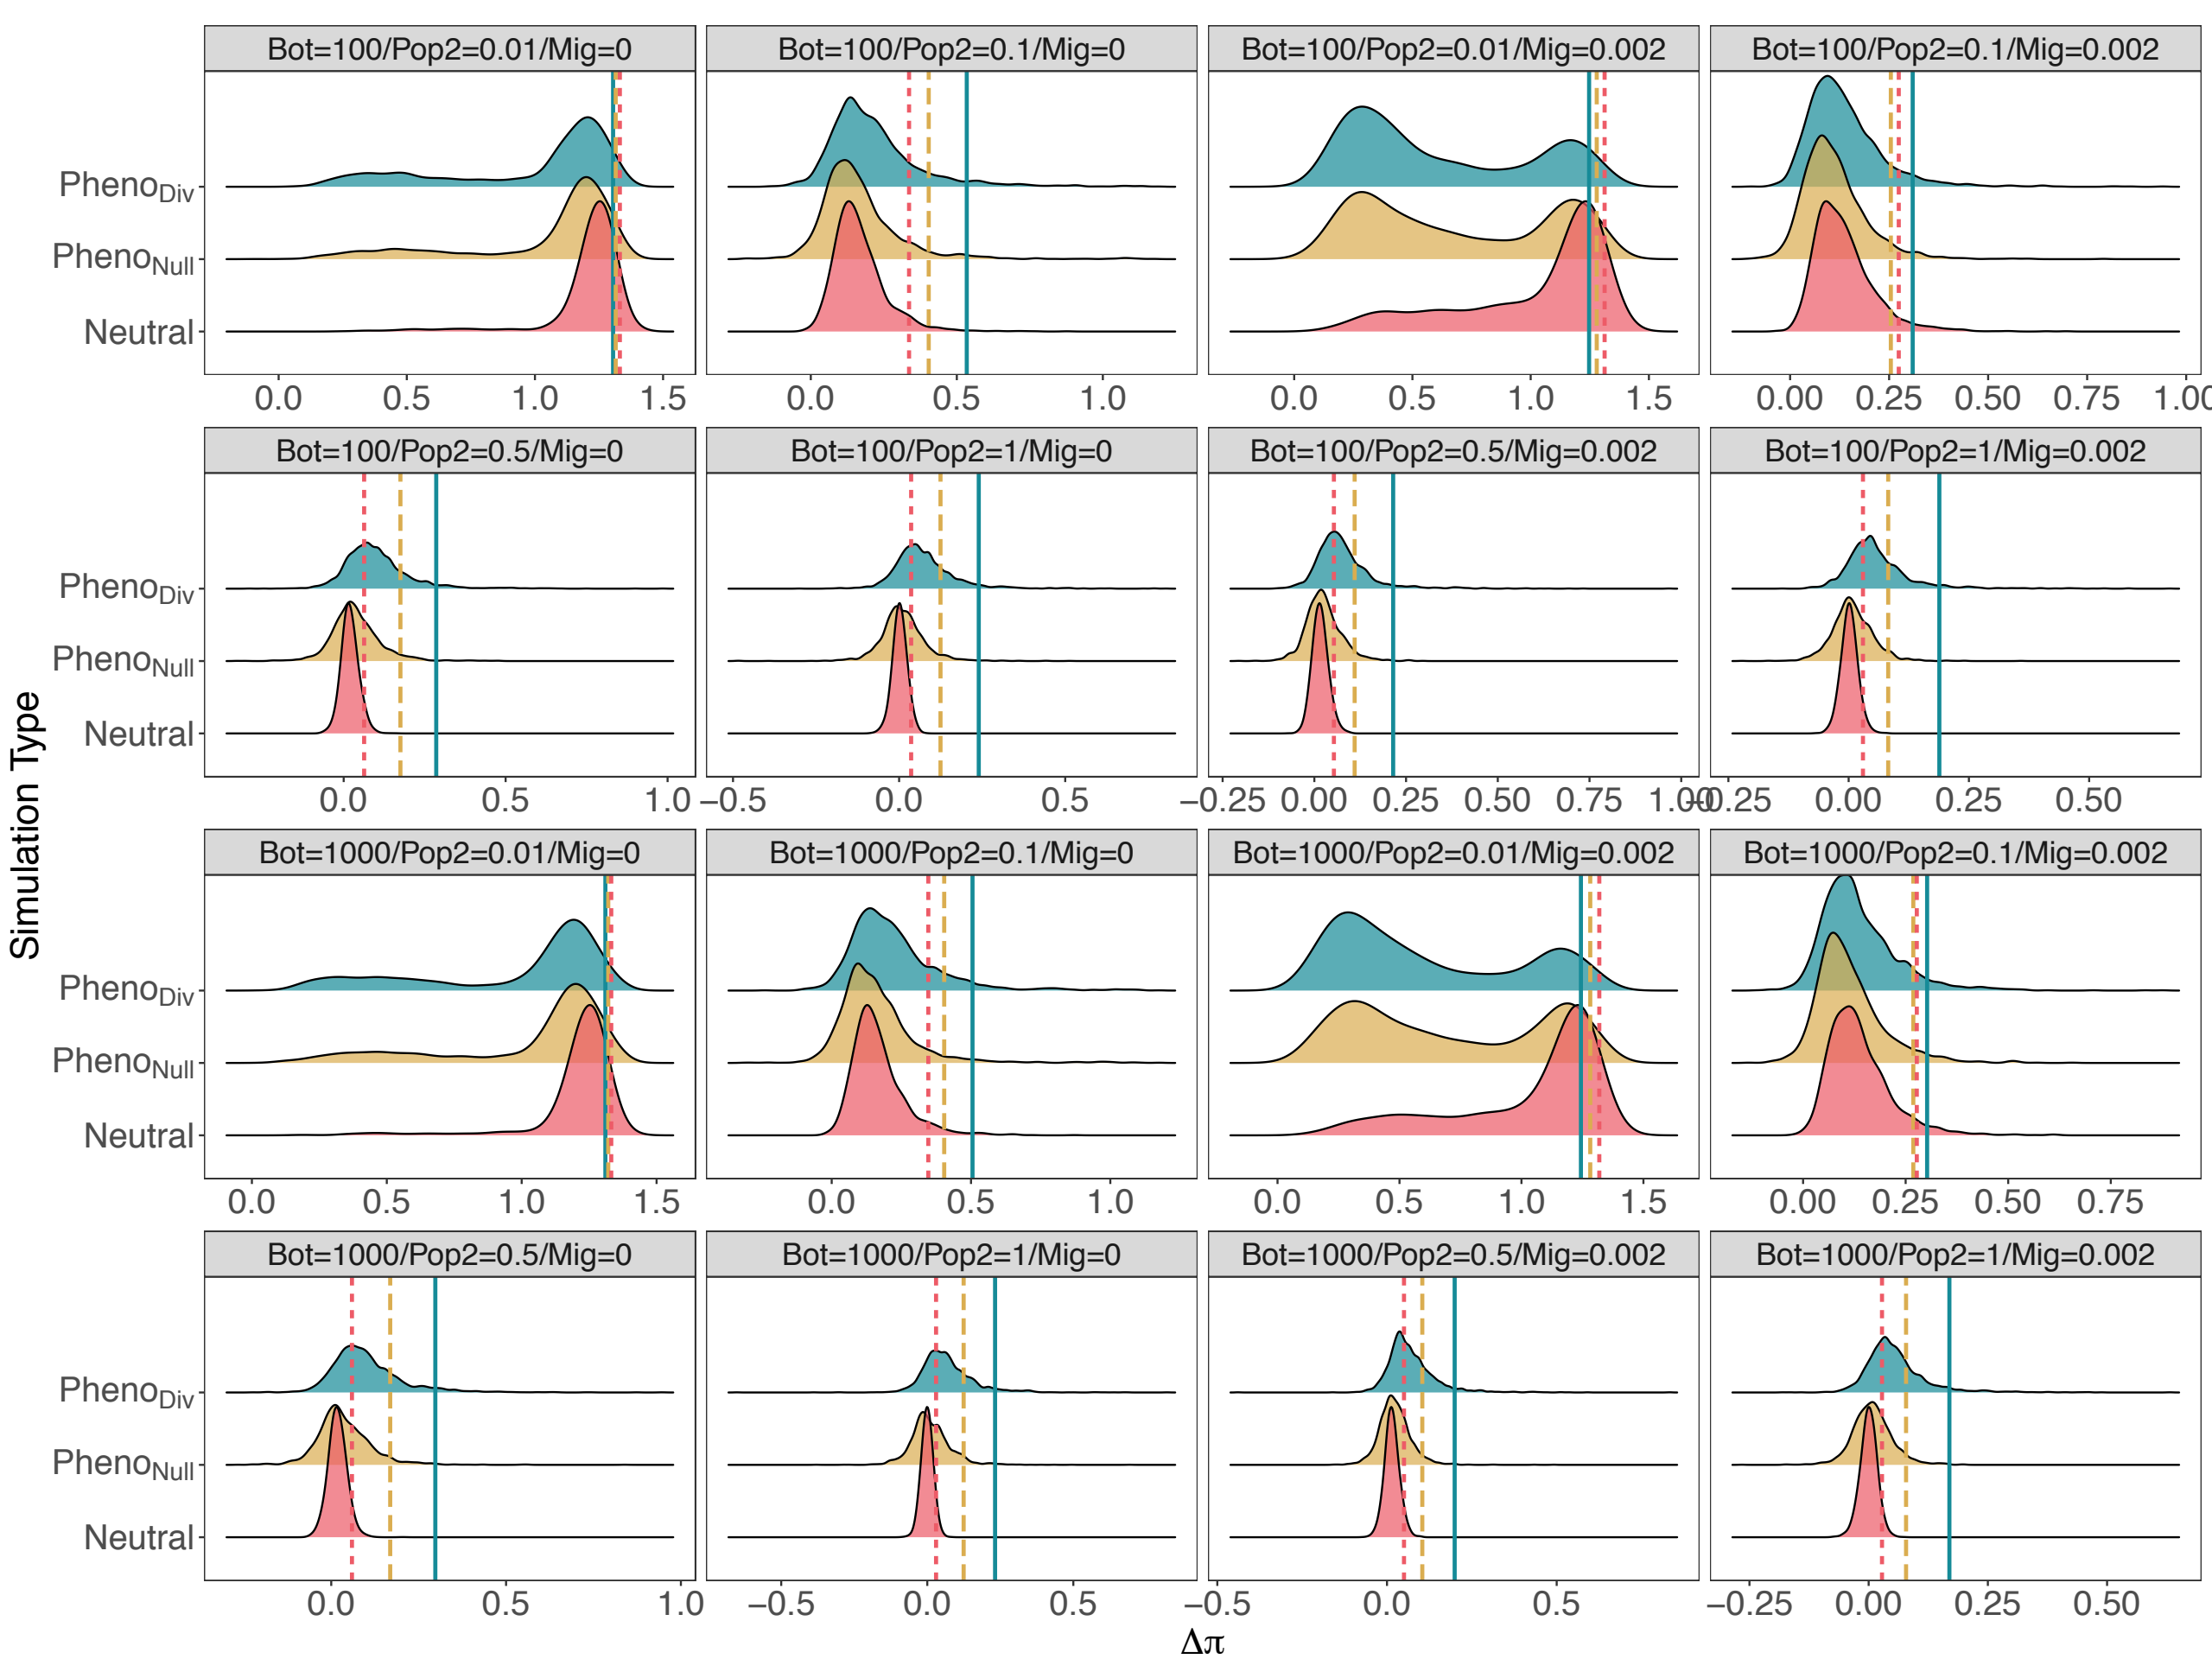 Bot=100/Pop2=0.01/Mig=0
Bot=100/Pop2=0.1/Mig=0
Bot=100/Pop2=0.01/Mig=0.002
Bot=100/Pop2=0.1/Mig=0.002
PhenoDiv
PhenoNull
Neutral
0.0 0.5 1.0 1.5
0.0 0.5 1.0
0.0 0.5 1.0 1.5
0.00 0.25 0.50 0.75 1.00
Bot=100/Pop2=0.5/Mig=0
Bot=100/Pop2=1/Mig=0
Bot=100/Pop2=0.5/Mig=0.002
Bot=100/Pop2=1/Mig=0.002
PhenoDiv
PhenoNull
Neutral
0.0 0.5 1.0
−0.5 0.0 0.5
−0.25 0.00 0.25 0.50 0.75 1.00
−0.25 0.00 0.25 0.50
Simulation Type
Bot=1000/Pop2=0.01/Mig=0
Bot=1000/Pop2=0.1/Mig=0
Bot=1000/Pop2=0.01/Mig=0.002
Bot=1000/Pop2=0.1/Mig=0.002
PhenoDiv
PhenoNull
Neutral
0.0 0.5 1.0 1.5
0.0 0.5 1.0
0.0 0.5 1.0 1.5
0.00 0.25 0.50 0.75
Bot=1000/Pop2=0.5/Mig=0
Bot=1000/Pop2=1/Mig=0
Bot=1000/Pop2=0.5/Mig=0.002
Bot=1000/Pop2=1/Mig=0.002
PhenoDiv
PhenoNull
Neutral
0.0 0.5 1.0
−0.5 0.0 0.5
−0.5 0.0 0.5
−0.25 0.00 0.25 0.50
Δπ